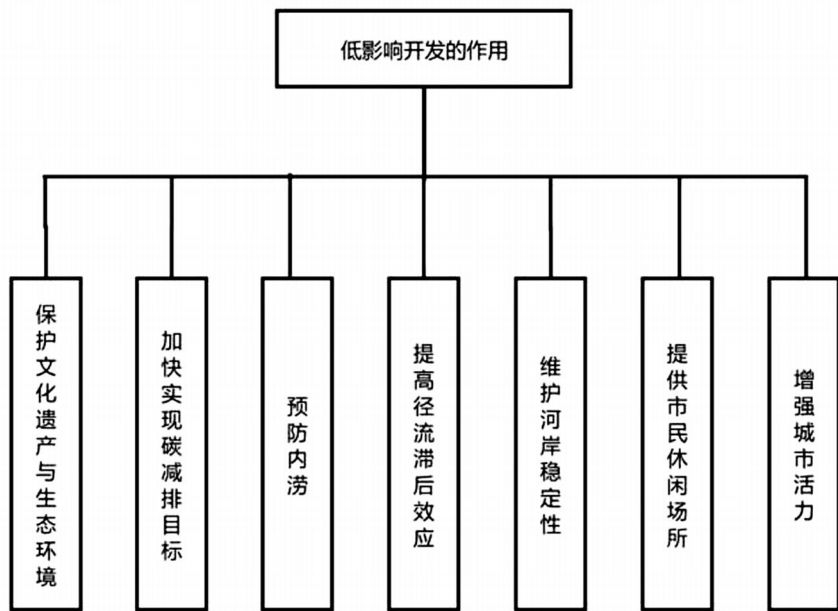 低影响开发的作用
保护文化遗产与生态环境
加快实现碳减排目标
预防内涝
提高径流滞后效应
维护河岸稳定性
提供市民休闲场所
增强城市活力